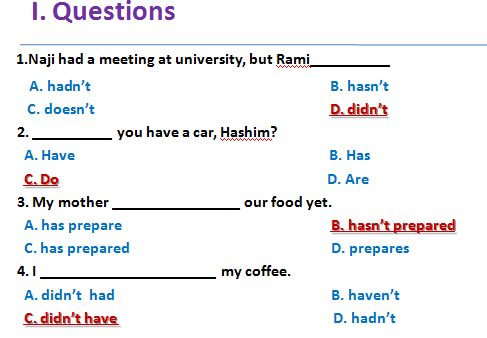 I. Questions
1.Naji had a meeting at university, but Rami__________
A. hadn't B. hasn't
C. doesn't D. didn't
2. __________ you have a car, Hashim?
A. Have B. Has
C. Do D. Are
3. My mother ________________ our food yet.
A. has prepare B. hasn't prepared
C. has prepared D. prepares
4. I ______________________ my coffee.
A. didn't had B. haven't
C. didn't have D. hadn't